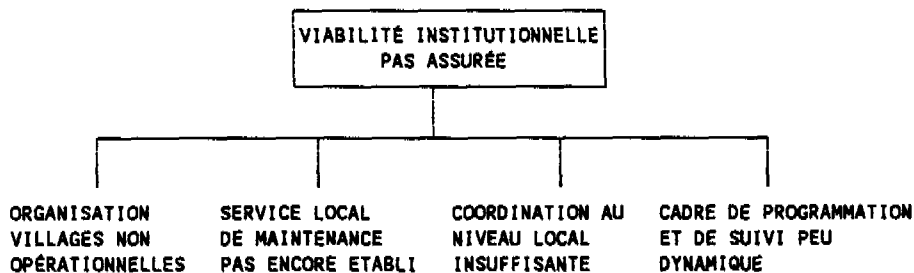 VIABILITÉ INSTITUTIONNELLE
PAS ASSURÉE
ORGANISATION
VILLAGES NON
OPÉRATIONNELLES
SERVICE LOCAL
DE MAINTENANCE
PAS ENCORE ETABLI
COORDINATION AU
NIVEAU LOCAL
INSUFFISANTE
CADRE DE PROGRAMMATION
ET DE SUIVI PEU
DYNAMIQUE